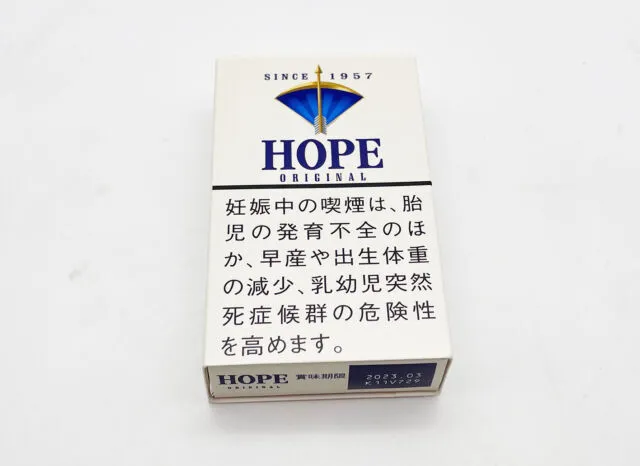 SINCE 1957
HOPE
ORIGINAL
妊娠中の喫煙は、胎
児の発育不全のほ
か、早産や出生体重
の減少、乳幼児突然
死症候群の危険性
を高めます。
HOPE 賞味期限 2023.03
ORIGINAL K11V729